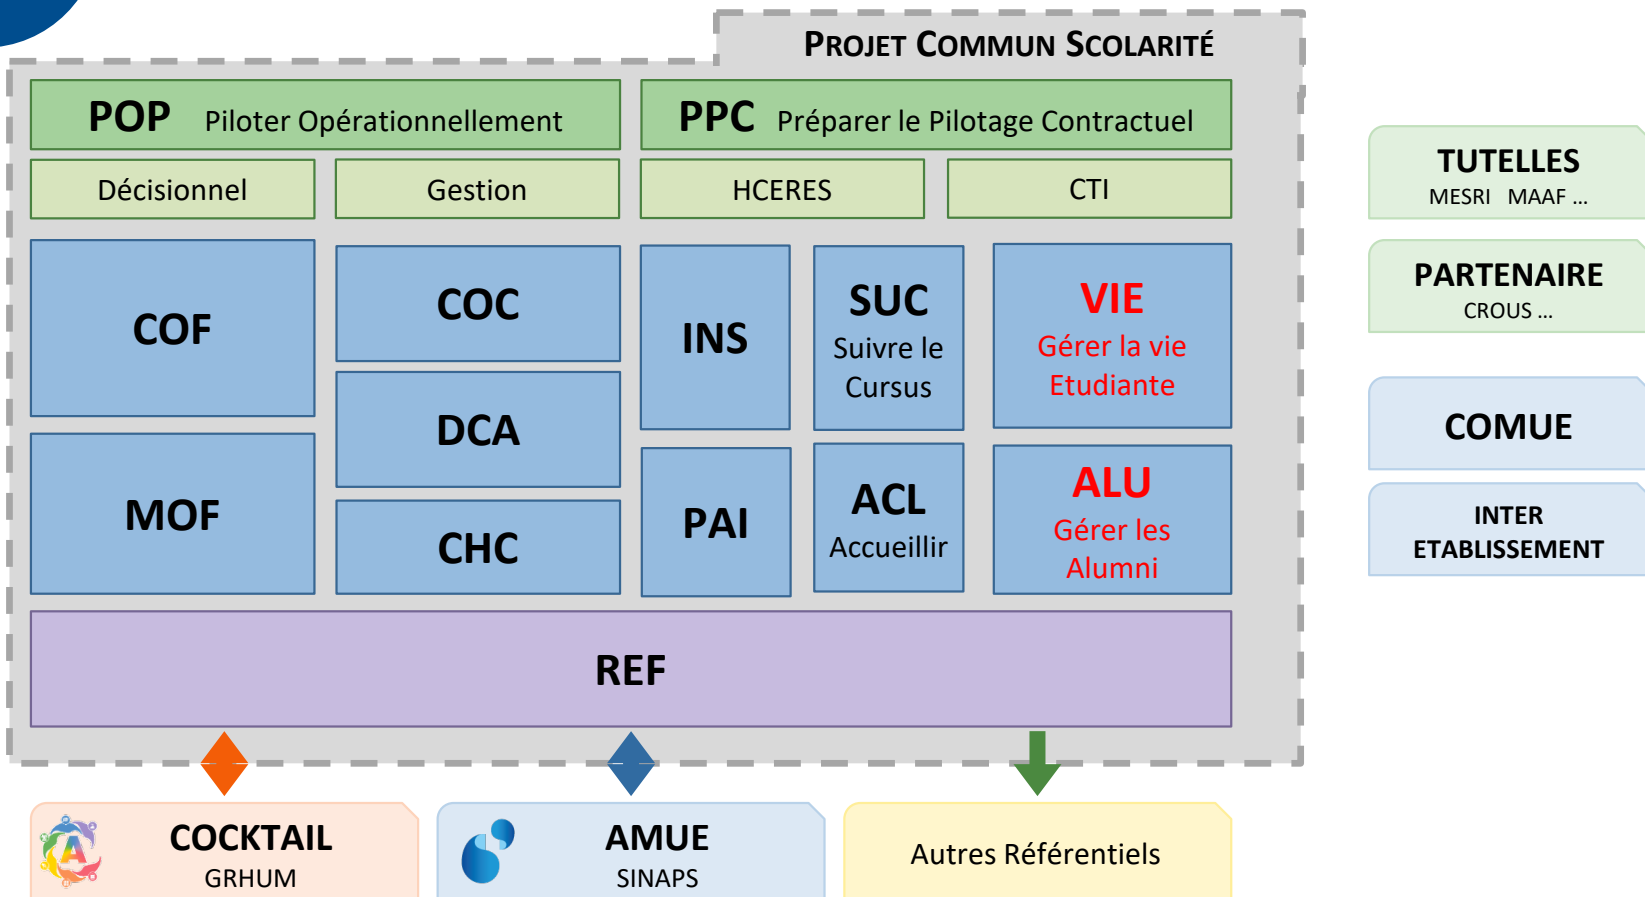 PROJET COMMUN SCOLARITÉ
POP Piloter Opérationnellement
PPC Préparer le Pilotage Contractuel
Décisionnel
Gestion
HCERES
CTI
COF
COC
INS
SUC
Suivre le
Cursus
VIE
Gérer la vie
Etudiante
DCA
MOF
CHC
PAI
ACL
Accueillir
ALU
Gérer les
Alumni
REF
TUTELLES
MESRI MAAF ...
PARTENAIRE
CROUS ...
COMUE
INTER
ETABLISSEMENT
A
COCKTAIL
GRHUM
AMUE
SINAPS
Autres Référentiels